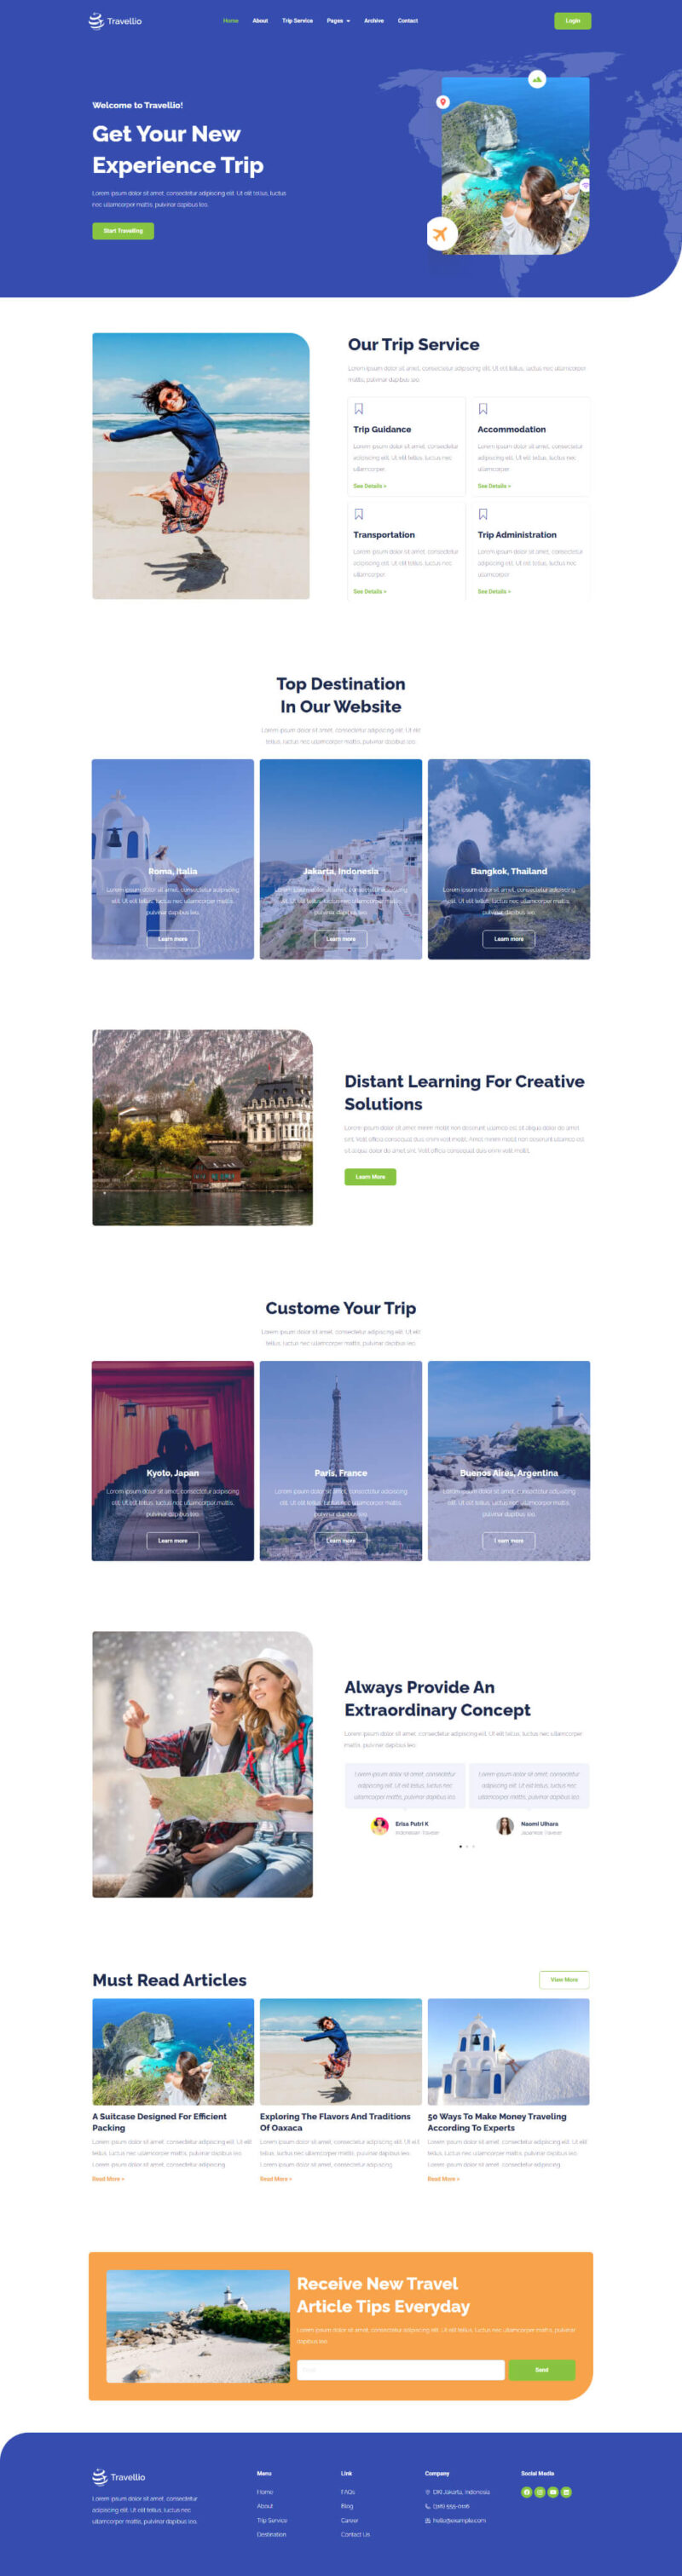 Travellio
Home About Trip Service Pages Archive Contact
Login
Welcome to Travellio!
Get Your New
Experience Trip
Lorem ipsum dolor sit amet, consectetur adipiscing elit. Ut elit tellus, luctus
nec ullamcorper mattis, pulvinar dapibus leo.
Start Travelling
Our Trip Service
Lorem ipsum dolor sit amet, consectetur adipiscing elit. Ut elit tellus, luctus nec ullamcorper
mattis, pulvinar dapibus leo.
Trip Guidance
Lorem ipsum dolor sit amet, consectetur
adipiscing elit. Ut elit tellus, luctus nec
ullamcorper.
See Details »
Accommodation
Lorem ipsum dolor sit amet, consectetur
adipiscing elit. Ut elit tellus, luctus nec
ullamcorper.
See Details »
Transportation
Lorem ipsum dolor sit amet, consectetur
adipiscing elit. Ut elit tellus, luctus nec
ullamcorper.
See Details »
Trip Administration
Lorem ipsum dolor sit amet, consectetur
adipiscing elit. Ut elit tellus, luctus nec
ullamcorper.
See Details »
Top Destination
In Our Website
Lorem ipsum dolor sit amet, consectetur adipiscing elit. Ut elit
tellus, luctus nec ullamcorper mattis, pulvinar dapibus leo.
Roma, Italia
Lorem ipsum dolor sit amet, consectetur adipiscing
elit. Ut elit tellus, luctus nec ullamcorper mattis,
pulvinar dapibus leo.
Learn more
Jakarta, Indonesia
Lorem ipsum dolor sit amet, consectetur adipiscing
elit. Ut elit tellus, luctus nec ullamcorper mattis,
pulvinar dapibus leo.
Learn more
Bangkok, Thailand
Lorem ipsum dolor sit amet, consectetur adipiscing
elit. Ut elit tellus, luctus nec ullamcorper mattis,
pulvinar dapibus leo.
Learn more
Distant Learning For Creative
Solutions
Learn More
Custome Your Trip
Lorem ipsum dolor sit amet, consectetur adipiscing elit. Ut elit
tellus, luctus nec ullamcorper mattis, pulvinar dapibus leo.
Kyoto, Japan
Lorem ipsum dolor sit amet, consectetur adipiscing
elit. Ut elit tellus, luctus nec ullamcorper mattis,
pulvinar dapibus leo.
Learn more
Paris, France
Lorem ipsum dolor sit amet, consectetur adipiscing
elit. Ut elit tellus, luctus nec ullamcorper mattis,
pulvinar dapibus leo.
Learn more
Buenos Aires, Argentina
Lorem ipsum dolor sit amet, consectetur adipiscing
elit. Ut elit tellus, luctus nec ullamcorper mattis,
pulvinar dapibus leo.
Learn more
Always Provide An
Extraordinary Concept
Lorem ipsum dolor sit amet, consectetur adipiscing elit. Ut elit tellus, luctus nec ullamcorper
mattis, pulvinar dapibus leo.
Lorem ipsum dolor sit amet, consectetur
adipiscing elit. Ut elit tellus, luctus nec
ullamcorper mattis, pulvinar dapibus leo.
Erisa Putri K
Indonesian Traveler
Lorem ipsum dolor sit amet, consectetur
adipiscing elit. Ut elit tellus, luctus nec
ullamcorper mattis, pulvinar dapibus leo.
Naomi Ulhara
Japanese Traveler
Must Read Articles
View More
A Suitcase Designed For Efficient
Packing
Lorem ipsum dolor sit amet, consectetur adipiscing elit. Ut elit
tellus, luctus nec ullamcorper mattis, pulvinar dapibus leo.
Lorem ipsum dolor sit amet, consectetur adipiscing
Read More »
Exploring The Flavors And Traditions
Of Oaxaca
Lorem ipsum dolor sit amet, consectetur adipiscing elit. Ut elit
tellus, luctus nec ullamcorper mattis, pulvinar dapibus leo.
Lorem ipsum dolor sit amet, consectetur adipiscing
Read More »
50 Ways To Make Money Traveling
According To Experts
Lorem ipsum dolor sit amet, consectetur adipiscing elit. Ut elit
tellus, luctus nec ullamcorper mattis, pulvinar dapibus leo.
Lorem ipsum dolor sit amet, consectetur adipiscing
Read More »
Receive New Travel
Article Tips Everyday
Lorem ipsum dolor sit amet, consectetur adipiscing elit. Ut elit tellus, luctus nec ullamcorper mattis, pulvinar
dapibus leo.
Send
Travellio
Lorem ipsum dolor sit amet, consectetur
adipiscing elit. Ut elit tellus, luctus nec
ullamcorper mattis, pulvinar dapibus leo.
Menu
Home
About
Trip Service
Destination
Link
FAQs
Blog
Career
Contact Us
Company
DKI Jakarta, Indonesia
hello@example.com
Social Media